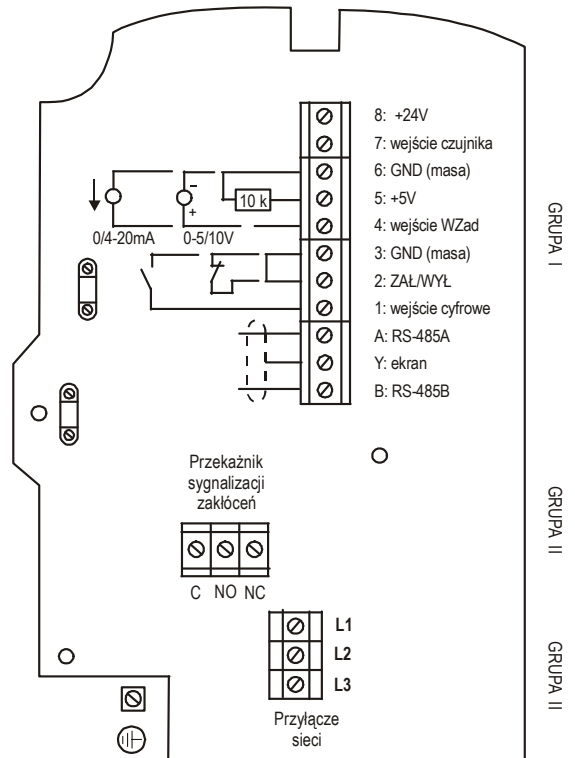 8: +24V
7: wejście czujnika
6: GND (masa)
5: +5V
4: wejście WZad
3: GND (masa)
2: ZAŁ/WYŁ
1: wejście cyfrowe
A: RS-485A
Y: ekran
B: RS-485B
10 k
−
+
0/4-20mA
0-5/10V
GRUPA I
Przekaźnik
sygnalizacji
zakłóceń
C NO NC
GRUPA II
L1
L2
L3
Przyłącze
sieci
GRUPA II